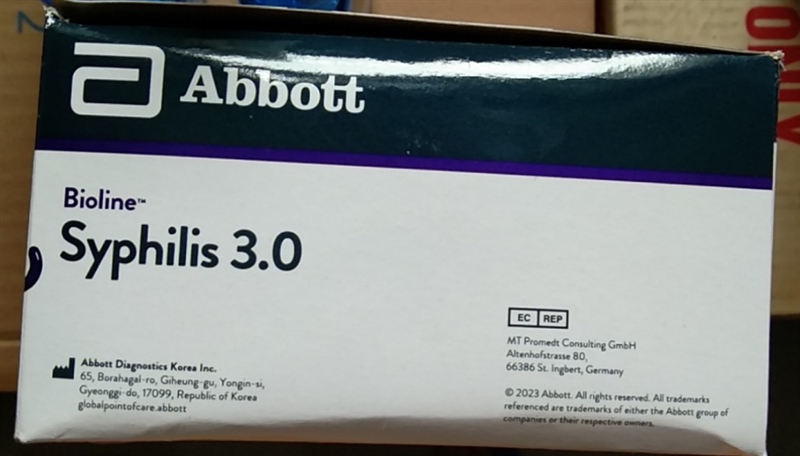 Abbott
Bioline™
Syphilis 3.0
EC REP
MT Promedt Consulting GmbH
Altenhofstrasse 80,
66386 St. Ingbert, Germany
Abbott Diagnostics Korea Inc.
65, Borahagal-ro, Giheung-gu, Yongin-si,
Gyeonggi-do, 17099, Republic of Korea
globalpointofcare.abbott
© 2023 Abbott. All rights reserved. All trademarks
referenced are trademarks of either the Abbott group of
companies or their respective owners.
ONLY